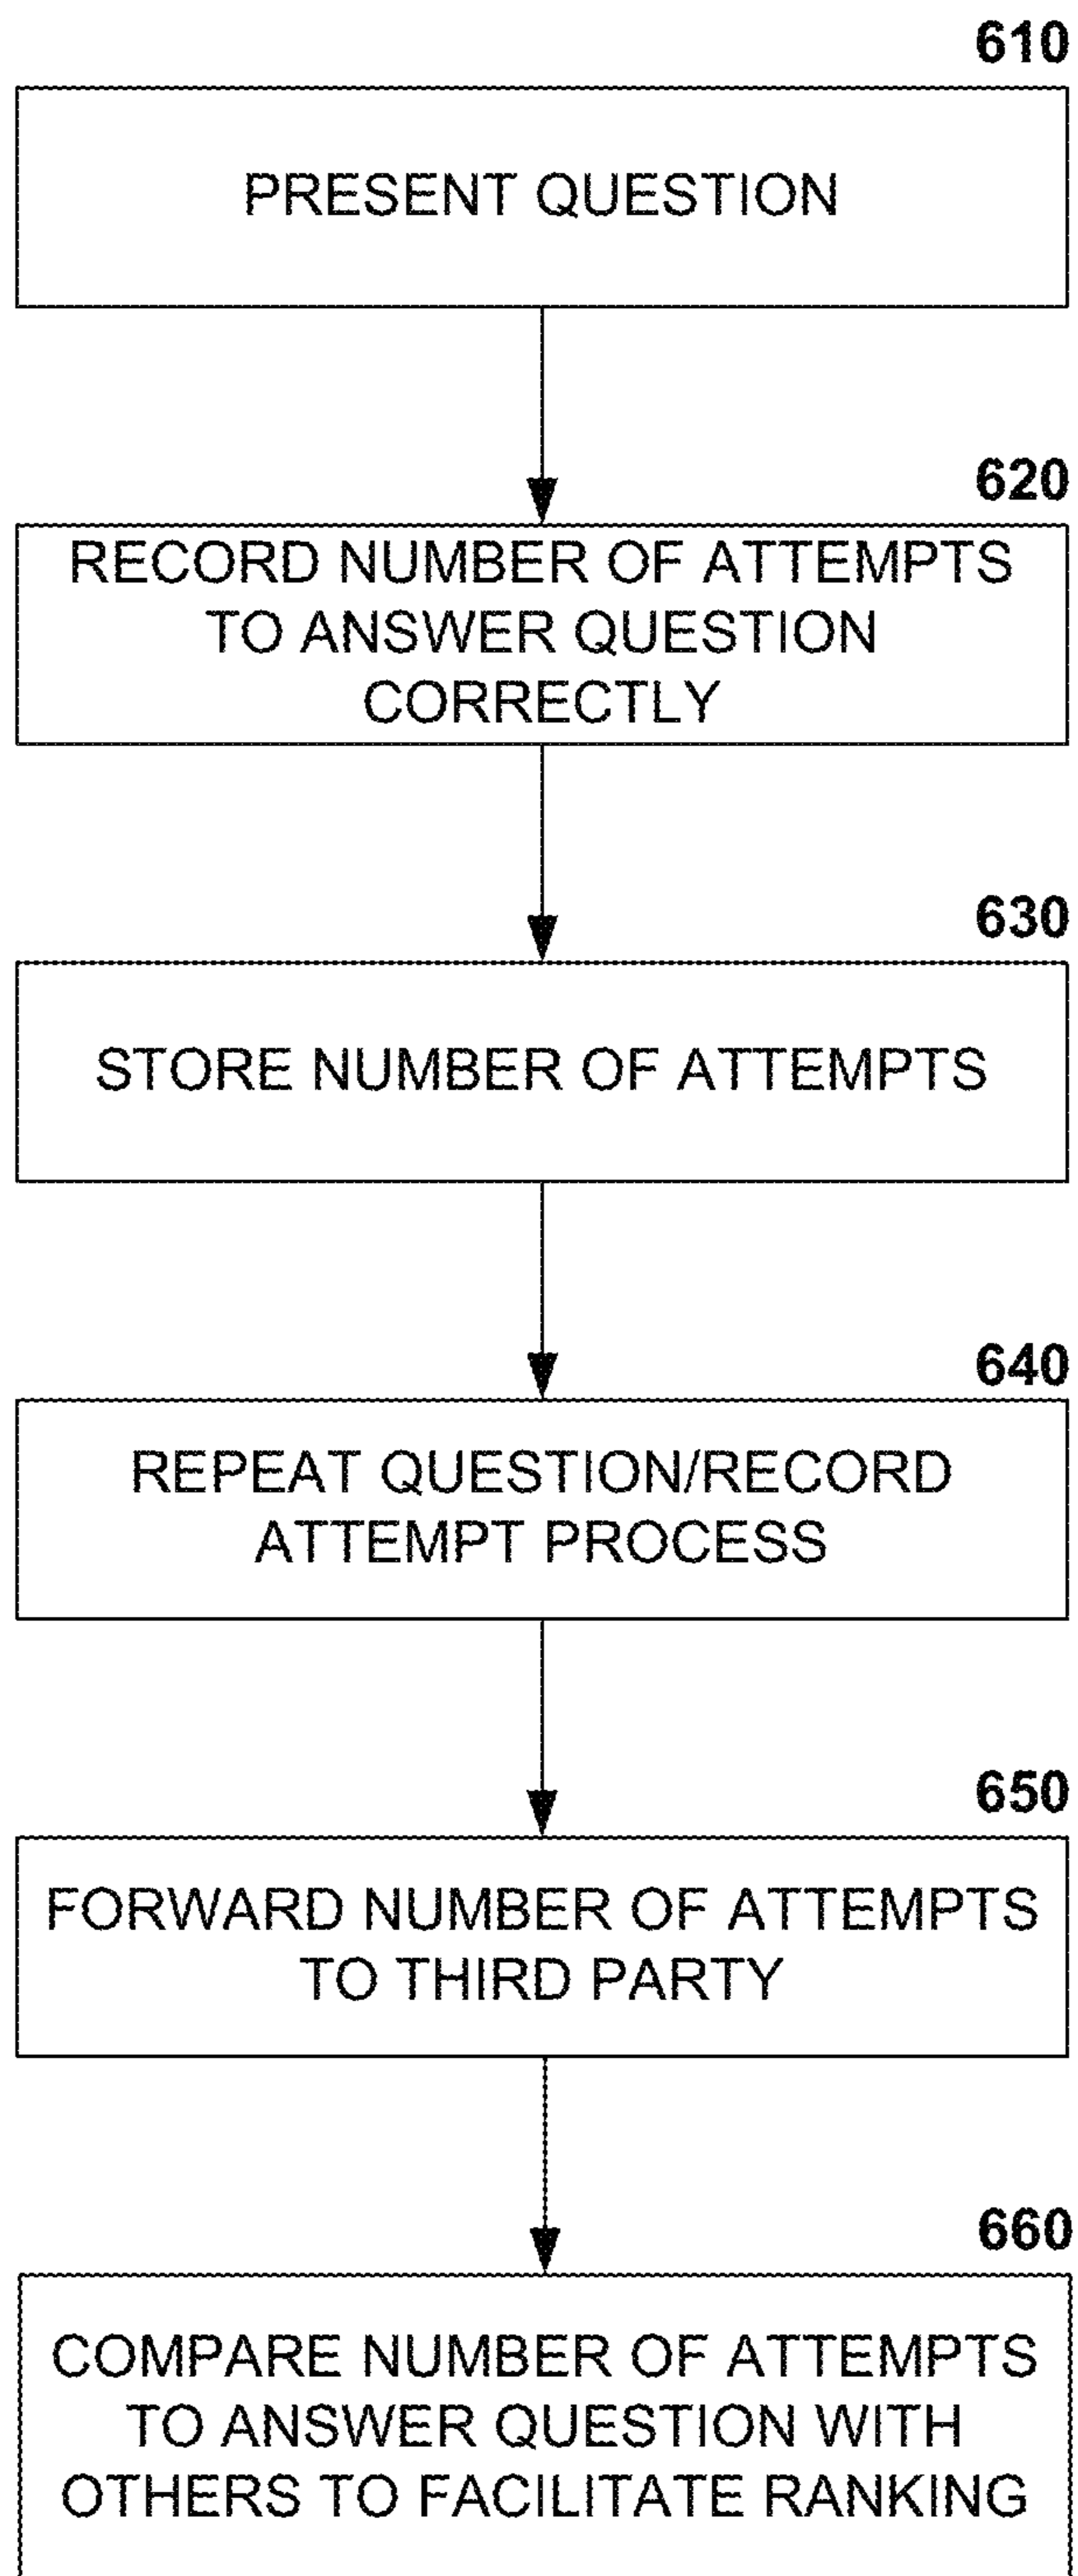 610
PRESENT QUESTION
620
RECORD NUMBER OF ATTEMPTS
TO ANSWER QUESTION
CORRECTLY
630
STORE NUMBER OF ATTEMPTS
640
REPEAT QUESTION/RECORD
ATTEMPT PROCESS
650
FORWARD NUMBER OF ATTEMPTS
TO THIRD PARTY
660
COMPARE NUMBER OF ATTEMPTS
TO ANSWER QUESTION WITH
OTHERS TO FACILITATE RANKING